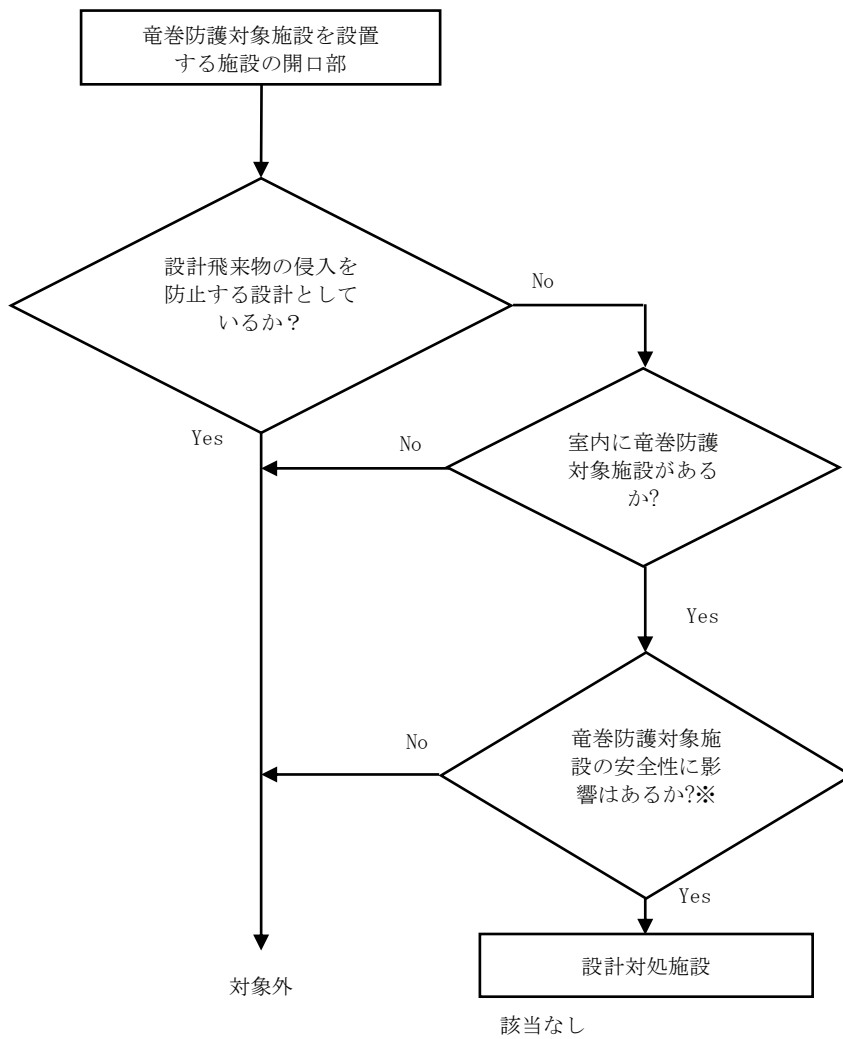 竜巻防護対象施設を設置
する施設の開口部
設計飛来物の侵入を
防止する設計として
いるか?
No
Yes
No
室内に竜巻防護
対象施設がある
か?
Yes
No
竜巻防護対象施
設の安全性に影
響はあるか?※
Yes
設計対処施設
対象外
該当なし